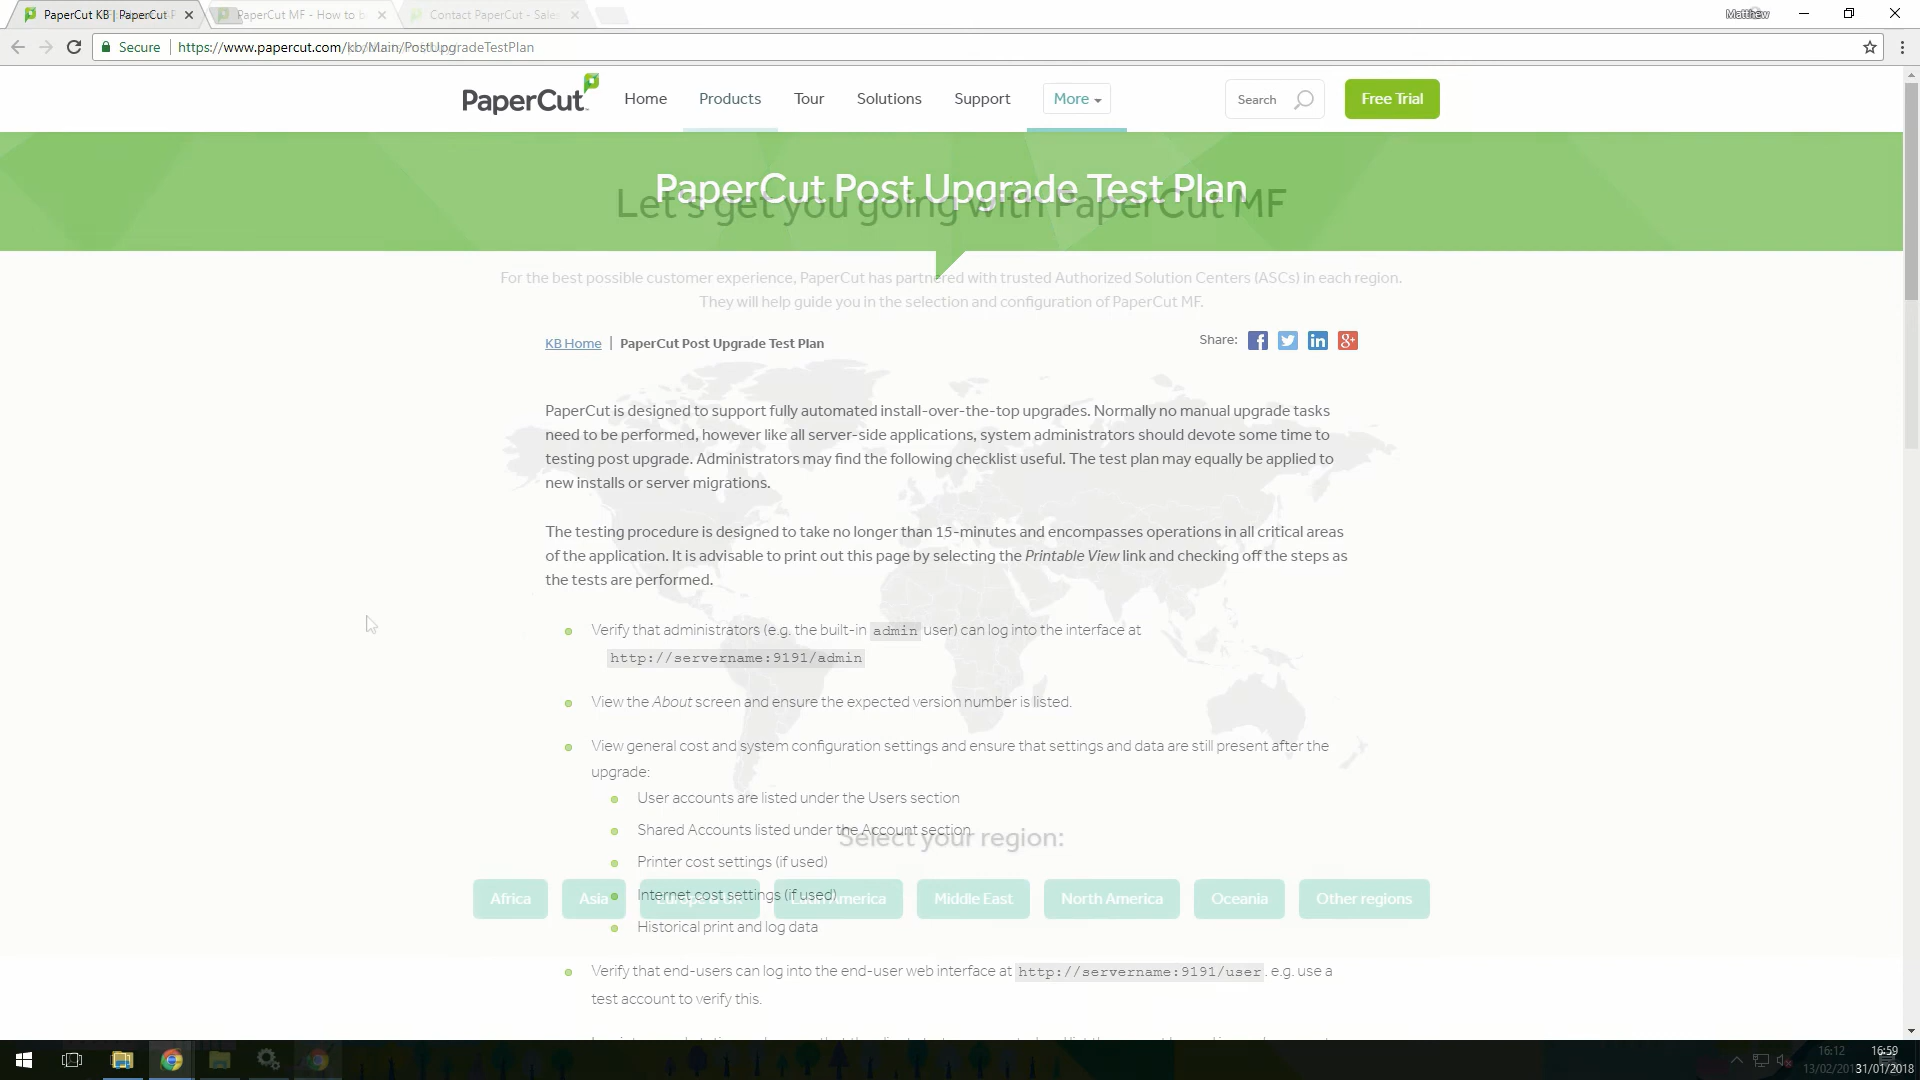 PaperCut KB | PaperCut
PaperCut MF - How to b
Contact PaperCut - Sales
Matthew
Secure
https://www.papercut.com/kb/Main/PostUpgradeTestPlan
PaperCut
Home
Products
Tour
Solutions
Support
More
Search
Free Trial
PaperCut Post Upgrade Test Plan
Let's get you going with PaperCut MF
For the best possible customer experience, PaperCut has partnered with trusted Authorized Solution Centers (ASCs) in each region.
They will help guide you in the selection and configuration of PaperCut MF.
KB Home | PaperCut Post Upgrade Test Plan
Share:
PaperCut is designed to support fully automated install-over-the-top upgrades. Normally no manual upgrade tasks
need to be performed, however like all server-side applications, system administrators should devote some time to
testing post upgrade. Administrators may find the following checklist useful. The test plan may equally be applied to
new installs or server migrations.
The testing procedure is designed to take no longer than 15-minutes and encompasses operations in all critical areas
of the application. It is advisable to print out this page by selecting the Printable View link and checking off the steps as
the tests are performed.
Verify that administrators (e.g. the built-in admin user) can log into the interface at
http://servername:9191/admin
View the About screen and ensure the expected version number is listed.
View general cost and system configuration settings and ensure that settings and data are still present after the
upgrade:
User accounts are listed under the Users section
Shared Accounts listed under the Account section
Select your region:
Printer cost settings (if used)
Internet cost settings (if used)
Africa
Asia
America
Middle East
North America
Oceania
Other regions
Historical print and log data
Verify that end-users can log into the end-user web interface at http://servername:9191/user. e.g. use a
test account to verify this.
16:12
16:59
31/01/2018